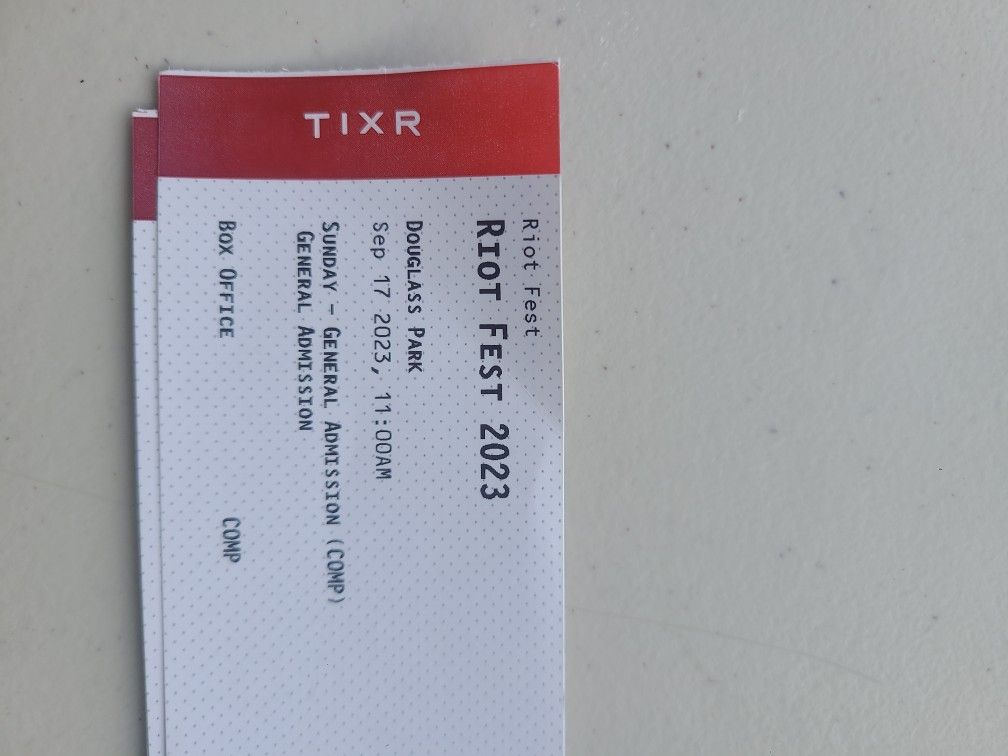 TIXR
Riot Fest
RIOT FEST 2023
DOUGLASS PARK
Sep 17 2023, 11:00AM
SUNDAY - GENERAL ADMISSION (COMP)
GENERAL ADMISSION
BOX OFFICE COMP